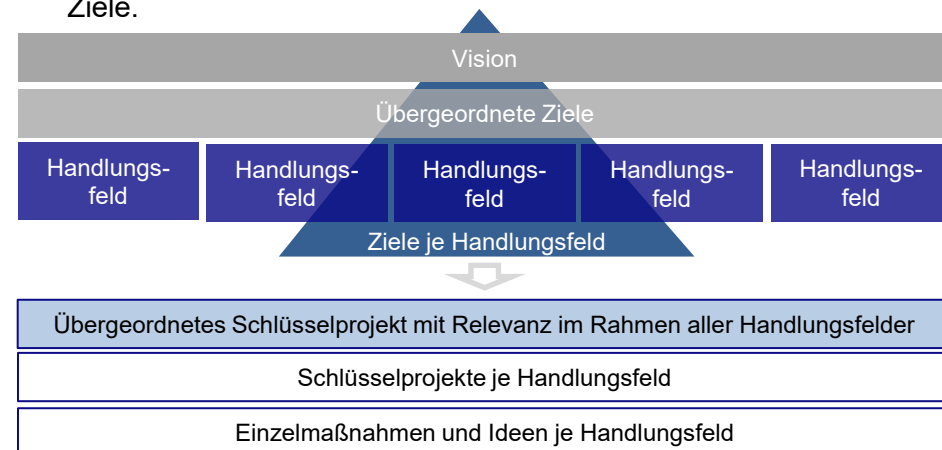 Ziele.
Vision
Übergeordnete Ziele
Handlungs-
feld
Handlungs-
feld
Handlungs-
feld
Handlungs-
feld
Handlungs-
feld
Ziele je Handlungsfeld
Übergeordnetes Schlüsselprojekt mit Relevanz im Rahmen aller Handlungsfelder
Schlüsselprojekte je Handlungsfeld
Einzelmaßnahmen und Ideen je Handlungsfeld